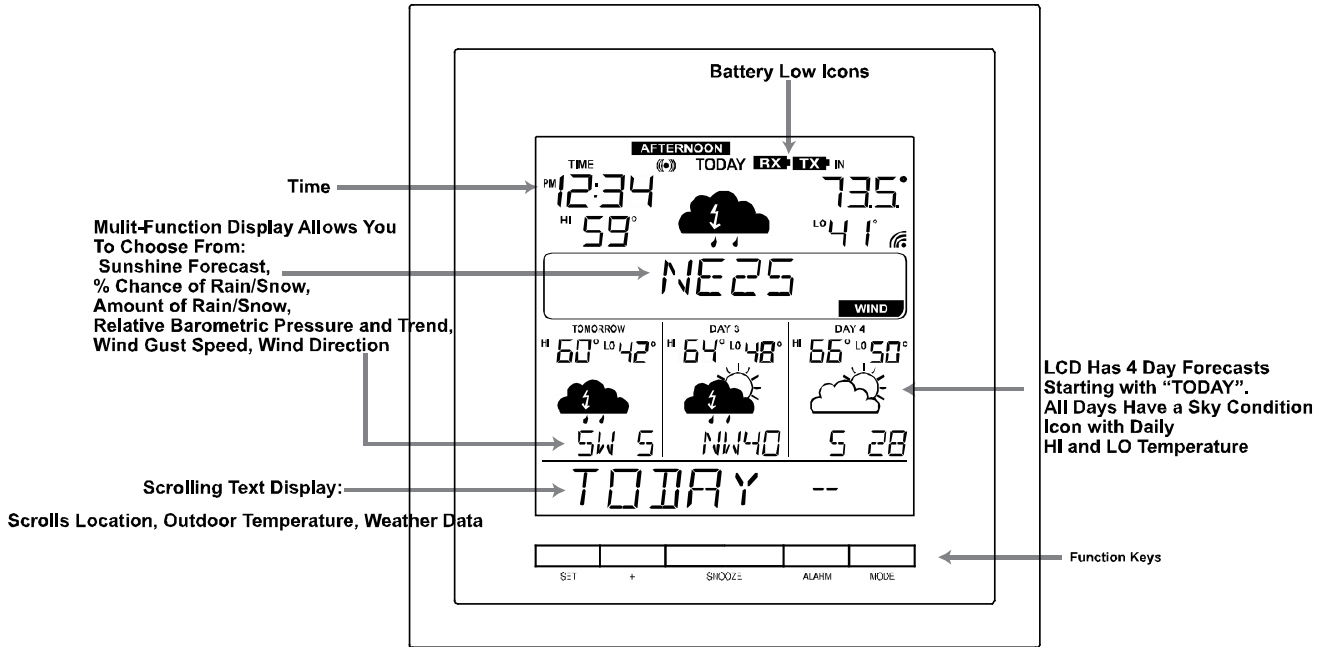 Battery Low Icons
AFTERNOON
TIME TODAY RX TX IN
Time
PM 12:34 73.5°
HI 59° LO 41°
Mulit-Function Display Allows You
To Choose From:
Sunshine Forecast,
% Chance of Rain/Snow,
Amount of Rain/Snow,
Relative Barometric Pressure and Trend,
Wind Gust Speed, Wind Direction
NE25
WIND
TOMORROW DAY 3 DAY 4
HI 60° LO 42° HI 64° LO 48° HI 66° LO 50°
SW 5 NW40 S 28
LCD Has 4 Day Forecasts
Starting with “TODAY”.
All Days Have a Sky Condition
Icon with Daily
HI and LO Temperature
Scrolling Text Display:
TODAY --
Scrolls Location, Outdoor Temperature, Weather Data
Function Keys
SET + SNOOZE ALARM MODE